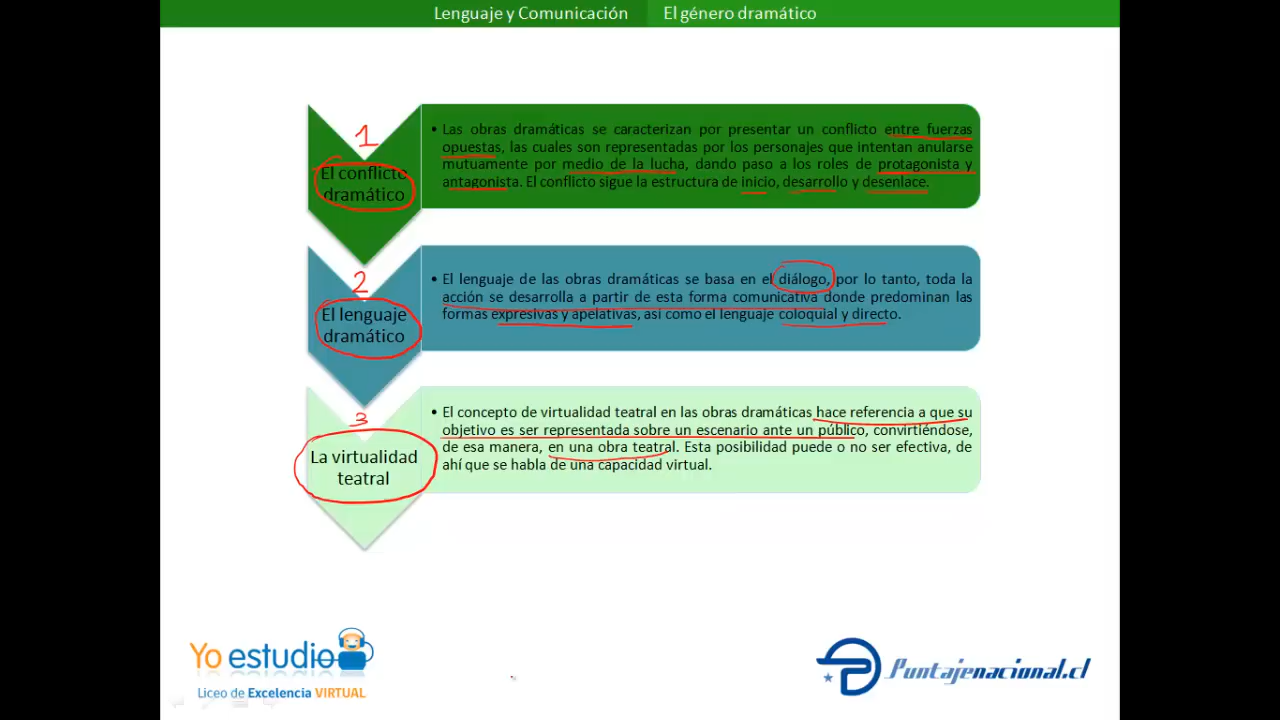 Lenguaje y Comunicación El género dramático
1
El conflicto
dramático
• Las obras dramáticas se caracterizan por presentar un conflicto entre fuerzas
opuestas, las cuales son representadas por los personajes que intentan anularse
mutuamente por medio de la lucha, dando paso a los roles de protagonista y
antagonista. El conflicto sigue la estructura de inicio, desarrollo y desenlace.
2
El lenguaje
dramático
• El lenguaje de las obras dramáticas se basa en el diálogo, por lo tanto, toda la
acción se desarrolla a partir de esta forma comunicativa donde predominan las
formas expresivas y apelativas, así como el lenguaje coloquial y directo.
3
La virtualidad
teatral
• El concepto de virtualidad teatral en las obras dramáticas hace referencia a que su
objetivo es ser representada sobre un escenario ante un público, convirtiéndose,
de esa manera, en una obra teatral. Esta posibilidad puede o no ser efectiva, de
ahí que se habla de una capacidad virtual.
Yo estudio
Liceo de Excelencia VIRTUAL
Puntajenacional.cl